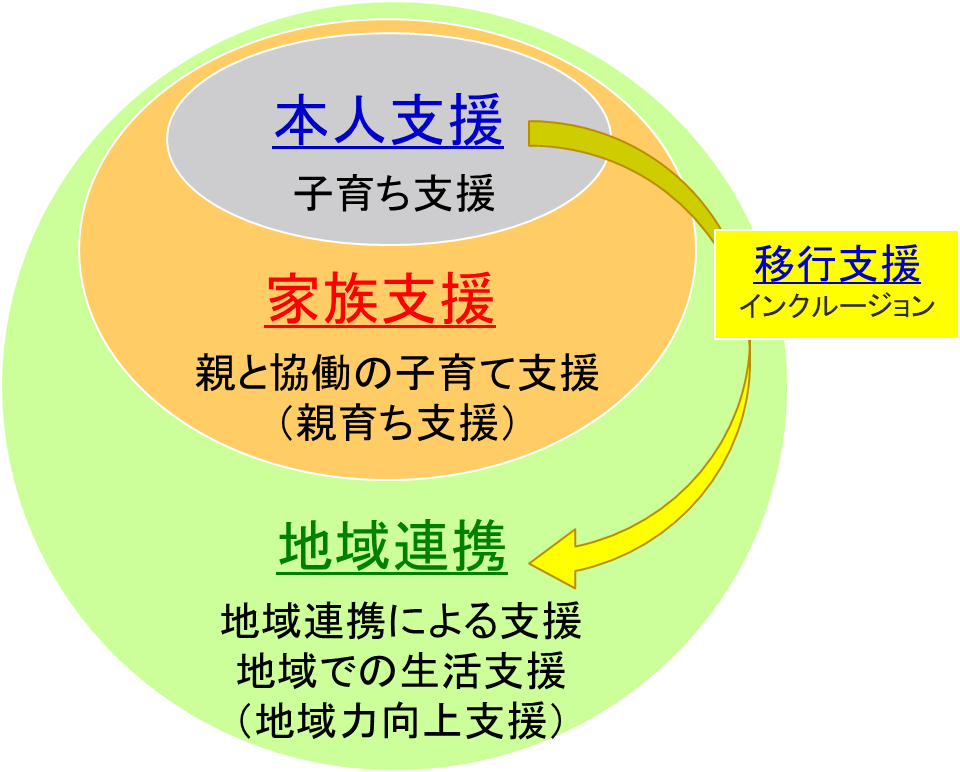 本人支援
子育ち支援
移行支援
インクルージョン
家族支援
親と協働の子育て支援
（親育ち支援）
地域連携
地域連携による支援
地域での生活支援
（地域力向上支援）